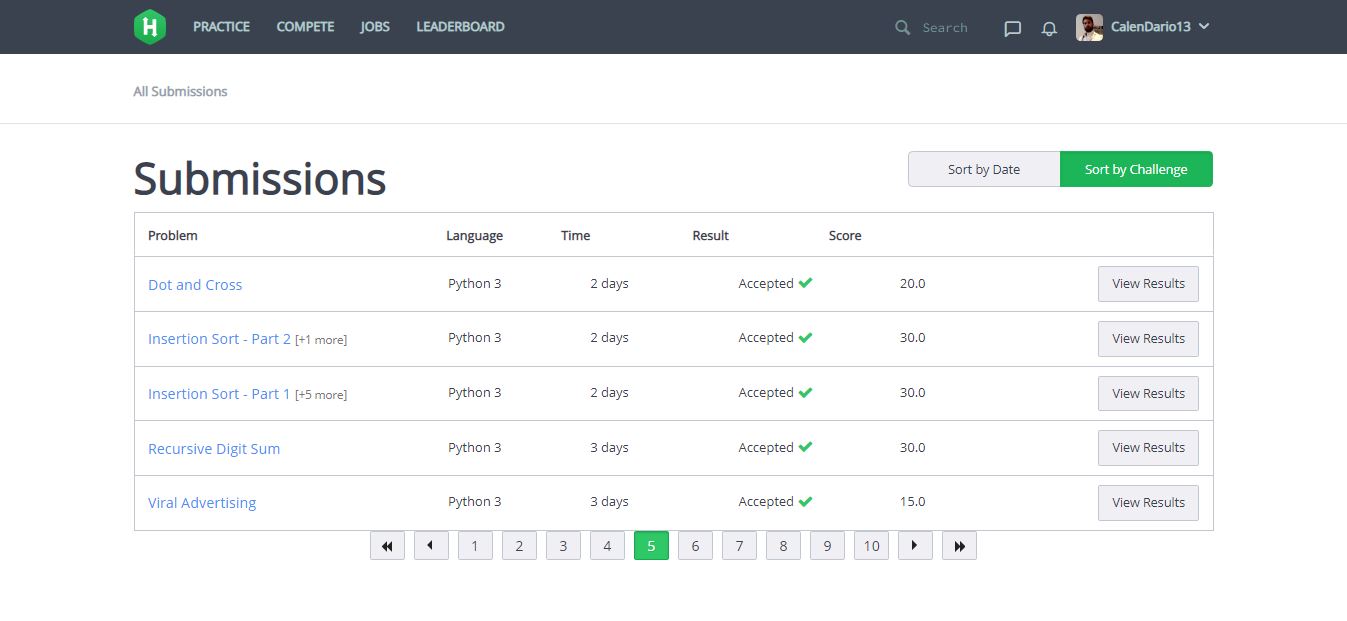 H PRACTICE COMPETE JOBS LEADERBOARD Search CalenDario13
All Submissions
Submissions
Sort by Date Sort by Challenge
Problem Language Time Result Score
Dot and Cross Python 3 2 days Accepted 20.0 View Results
Insertion Sort - Part 2 [+1 more] Python 3 2 days Accepted 30.0 View Results
Insertion Sort - Part 1 [+5 more] Python 3 2 days Accepted 30.0 View Results
Recursive Digit Sum Python 3 3 days Accepted 30.0 View Results
Viral Advertising Python 3 3 days Accepted 15.0 View Results
1 2 3 4 5 6 7 8 9 10